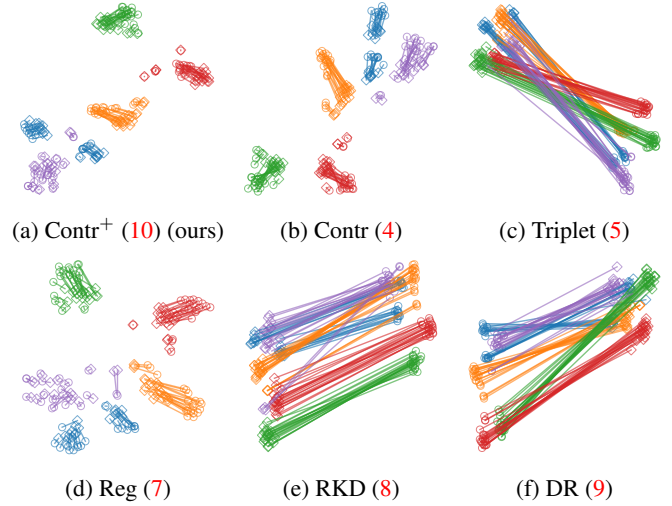 (a) Contr⁺ (10) (ours)
(b) Contr (4)
(c) Triplet (5)
(d) Reg (7)
(e) RKD (8)
(f) DR (9)